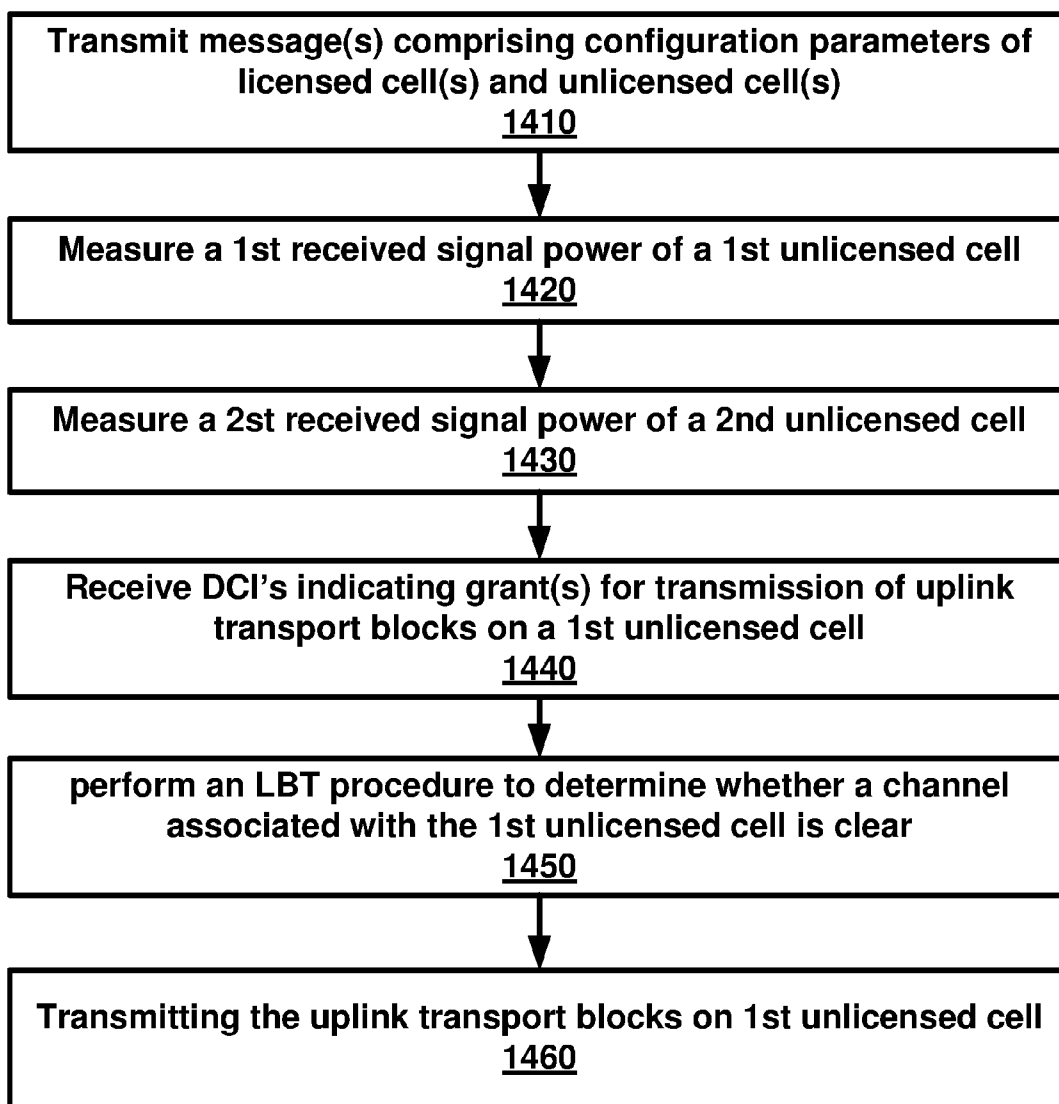 Transmit message(s) comprising configuration parameters of
licensed cell(s) and unlicensed cell(s)
1410
Measure a 1st received signal power of a 1st unlicensed cell
1420
Measure a 2st received signal power of a 2nd unlicensed cell
1430
Receive DCI's indicating grant(s) for transmission of uplink
transport blocks on a 1st unlicensed cell
1440
perform an LBT procedure to determine whether a channel
associated with the 1st unlicensed cell is clear
1450
Transmitting the uplink transport blocks on 1st unlicensed cell
1460